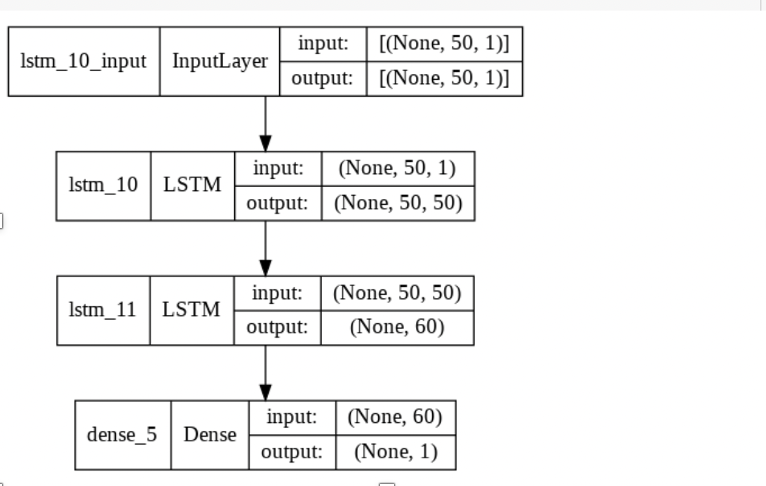 lstm_10_input InputLayer input: [(None, 50, 1)]
output: [(None, 50, 1)]
lstm_10 LSTM input: (None, 50, 1)
output: (None, 50, 50)
lstm_11 LSTM input: (None, 50, 50)
output: (None, 60)
dense_5 Dense input: (None, 60)
output: (None, 1)